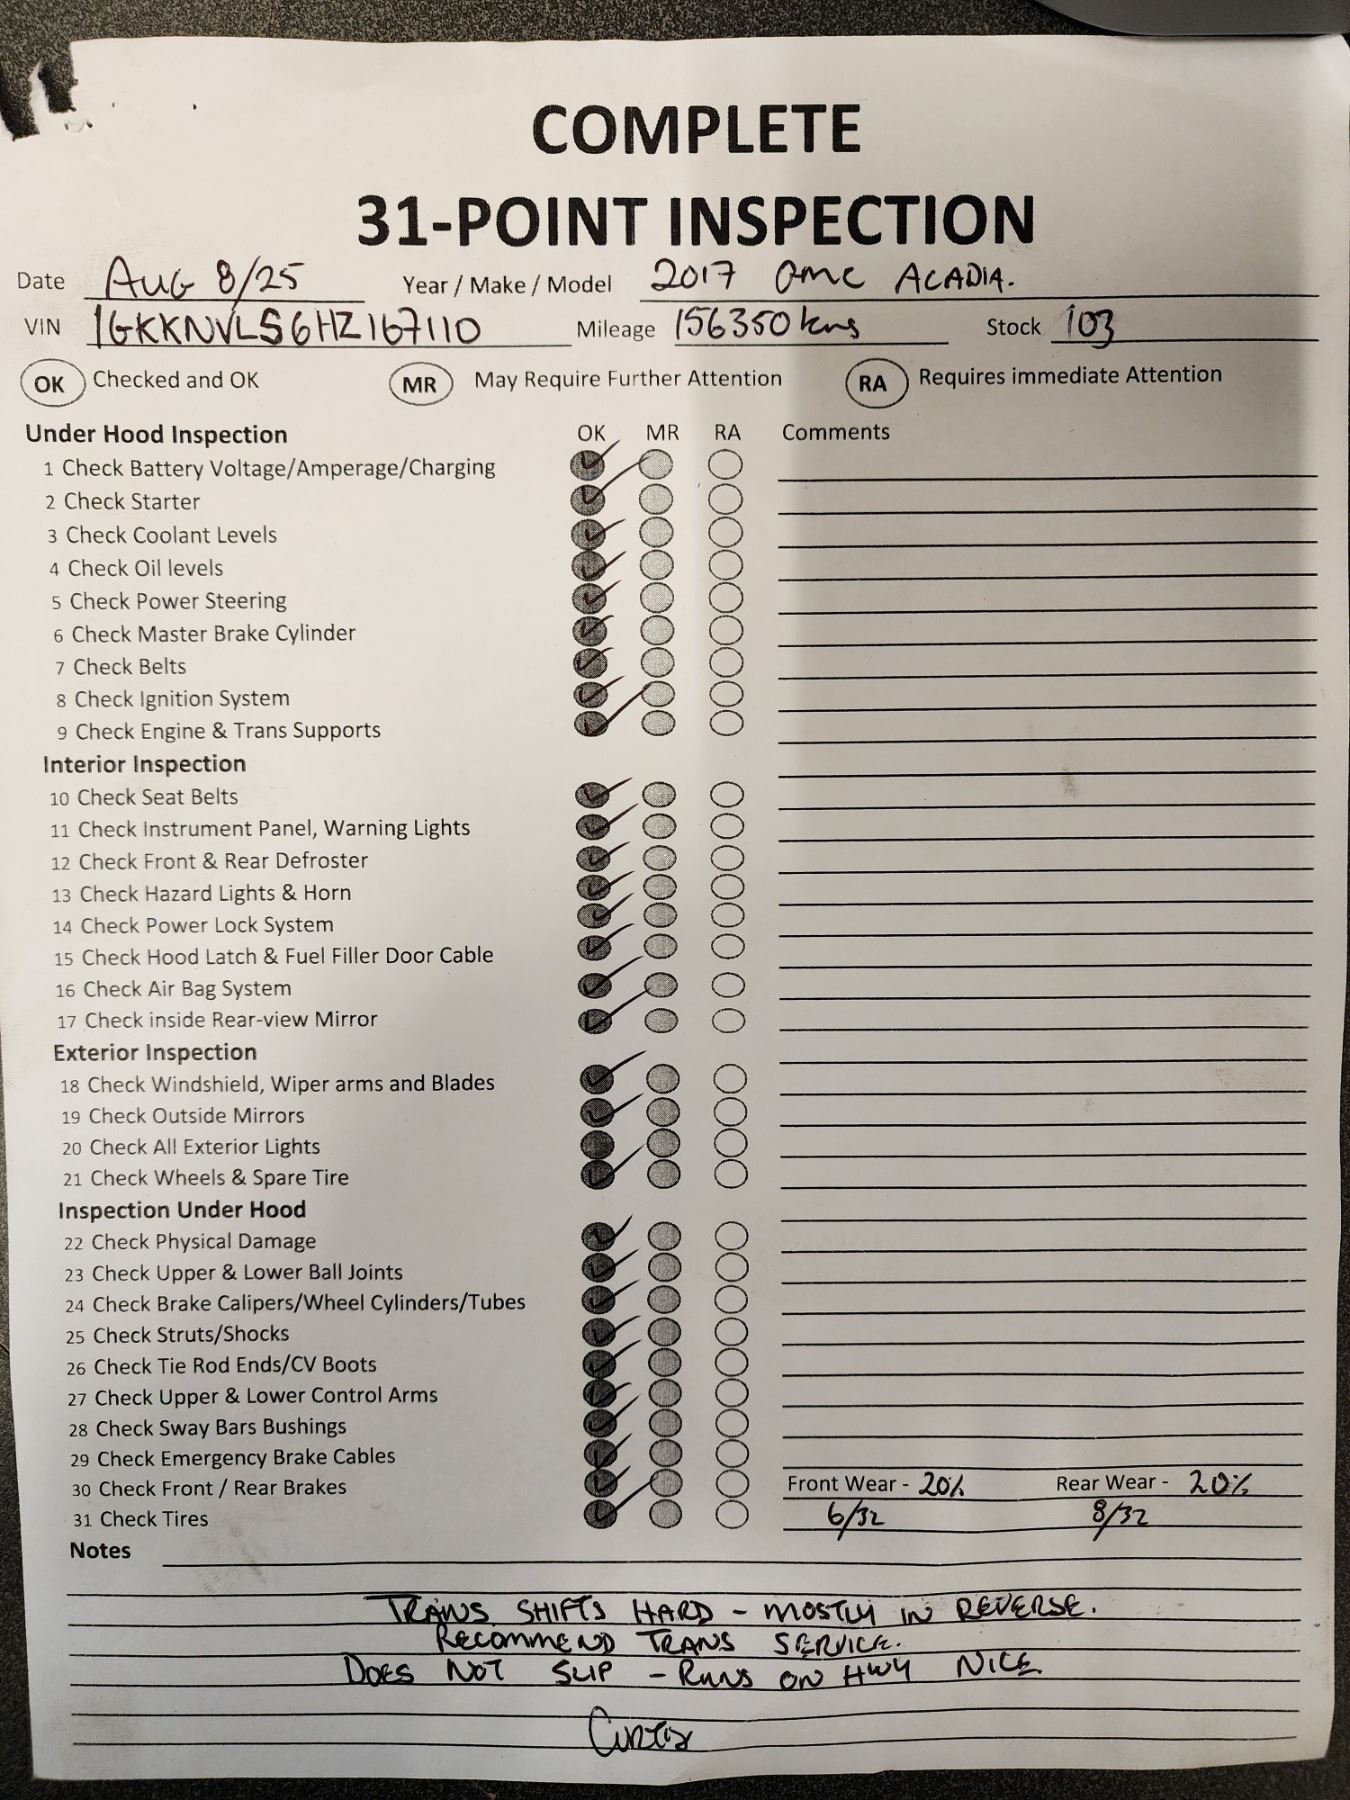 COMPLETE
31-POINT INSPECTION
Date AUG 8/25 Year / Make / Model 2017 GMC ACADIA.
VIN 1GKKNVLS6HZ167110 Mileage 156350 kms Stock 103
OK Checked and OK MR May Require Further Attention RA Requires immediate Attention
Under Hood Inspection OK MR RA Comments
1 Check Battery Voltage/Amperage/Charging
2 Check Starter
3 Check Coolant Levels
4 Check Oil levels
5 Check Power Steering
6 Check Master Brake Cylinder
7 Check Belts
8 Check Ignition System
9 Check Engine & Trans Supports
Interior Inspection
10 Check Seat Belts
11 Check Instrument Panel, Warning Lights
12 Check Front & Rear Defroster
13 Check Hazard Lights & Horn
14 Check Power Lock System
15 Check Hood Latch & Fuel Filler Door Cable
16 Check Air Bag System
17 Check inside Rear-view Mirror
Exterior Inspection
18 Check Windshield, Wiper arms and Blades
19 Check Outside Mirrors
20 Check All Exterior Lights
21 Check Wheels & Spare Tire
Inspection Under Hood
22 Check Physical Damage
23 Check Upper & Lower Ball Joints
24 Check Brake Calipers/Wheel Cylinders/Tubes
25 Check Struts/Shocks
26 Check Tie Rod Ends/CV Boots
27 Check Upper & Lower Control Arms
28 Check Sway Bars Bushings
29 Check Emergency Brake Cables
30 Check Front / Rear Brakes Front Wear - 20% Rear Wear - 20%
31 Check Tires 6/32 8/32
Notes
TRANS SHIFTS HARD - MOSTLY IN REVERSE.
RECOMMEND TRANS SERVICE.
DOES NOT SLIP - RUNS ON HWY NICE
Curtis